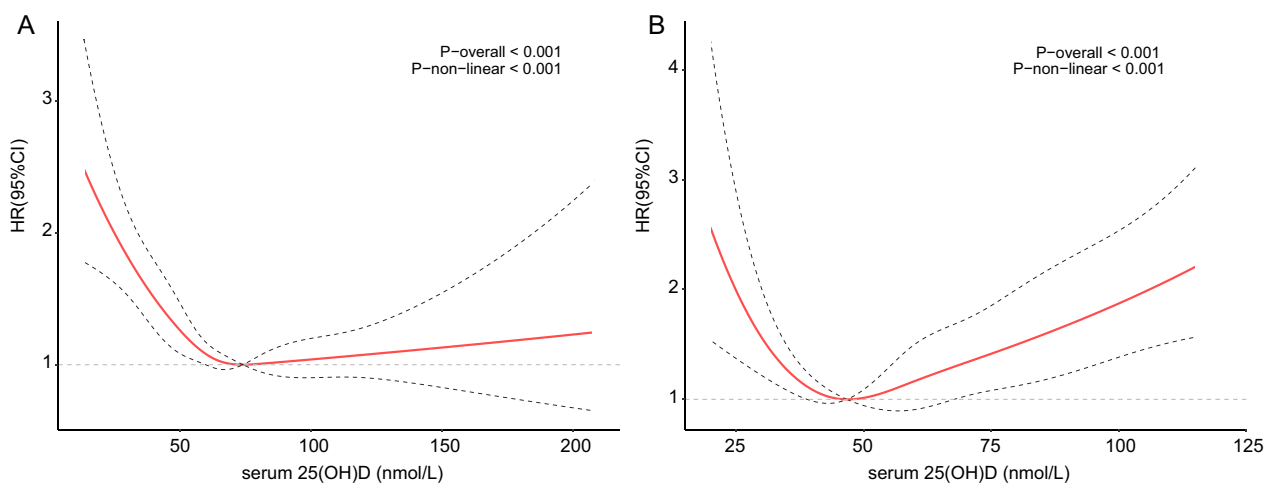 A
P−overall < 0.001
P−non−linear < 0.001
HR(95%CI)
3
2
1
50
100
150
200
serum 25(OH)D (nmol/L)
B
P−overall < 0.001
P−non−linear < 0.001
HR(95%CI)
4
3
2
1
25
50
75
100
125
serum 25(OH)D (nmol/L)